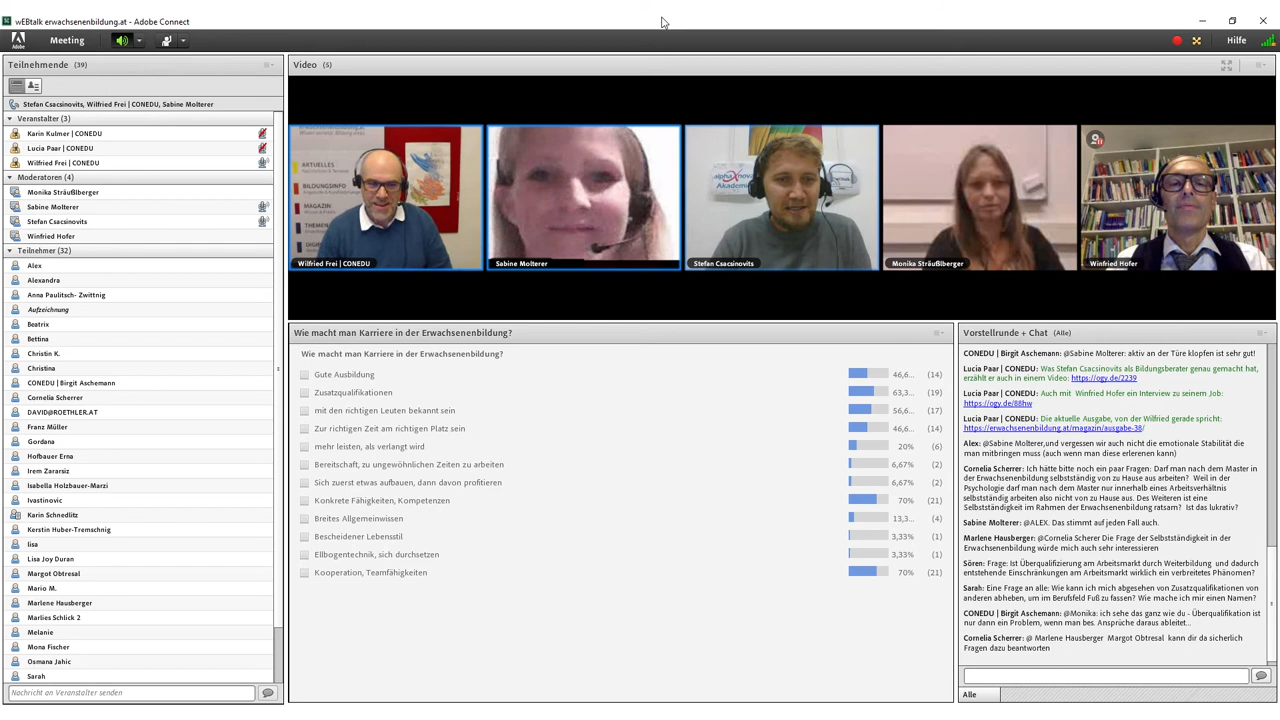 wEBtalk erwachsenenbildung.at - Adobe Connect
Adobe
Meeting
Hilfe
Teilnehmende (39)
Stefan Csacsinovits, Wilfried Frei | CONEDU, Sabine Molterer
Veranstalter (3)
Karin Kulmer | CONEDU
Lucia Paar | CONEDU
Wilfried Frei | CONEDU
Moderatoren (4)
Monika Sträußlberger
Sabine Molterer
Stefan Csacsinovits
Winfried Hofer
Teilnehmer (32)
Alex
Alexandra
Anna Paulitsch- Zwittnig
Aufzeichnung
Beatrix
Bettina
Christin K.
Christina
CONEDU | Birgit Aschemann
Cornelia Scherer
DAVID@ROETHLER.AT
Franz Müller
Gordana
Hofbauer Erna
Irem Zararsiz
Isabella Holzbauer-Marzi
Ivastinovic
Karin Schnedlitz
Kerstin Huber-Tremschnig
lisa
Lisa Joy Duran
Margot Obtresal
Mario M.
Marlene Hausberger
Marlies Schlick 2
Melanie
Mona Fischer
Osmana Jahic
Sarah
Nachricht an Veranstalter senden
Video (5)
AKTUELLES
BILDUNGSINFO
MAGAZIN
THEMEN
Akademie
Wilfried Frei | CONEDU
Sabine Molterer
Stefan Csacsinovits
Monika Sträußlberger
Winfried Hofer
Wie macht man Karriere in der Erwachsenenbildung?
Wie macht man Karriere in der Erwachsenenbildung?
Gute Ausbildung 46,6... (14)
Zusatzqualifikationen 63,3... (19)
mit den richtigen Leuten bekannt sein 56,6... (17)
Zur richtigen Zeit am richtigen Platz sein 46,6... (14)
mehr leisten, als verlangt wird 20% (6)
Bereitschaft, zu ungewöhnlichen Zeiten zu arbeiten 6,67% (2)
Sich zuerst etwas aufbauen, dann davon profitieren 6,67% (2)
Konkrete Fähigkeiten, Kompetenzen 70% (21)
Breites Allgemeinwissen 13,3... (4)
Bescheidener Lebensstil 3,33% (1)
Ellbogentechnik, sich durchsetzen 3,33% (1)
Kooperation, Teamfähigkeiten 70% (21)
Vorstellrunde + Chat (Alle)
CONEDU | Birgit Aschemann: @Sabine Molterer: aktiv an der Türe klopfen ist sehr gut!
Lucia Paar | CONEDU: Was Stefan Csacsinovits als Bildungsberater genau gemacht hat,
erzählt er auch in einem Video: https://ogy.de/2239
Lucia Paar | CONEDU: Auch mit Winfried Hofer ein Interview zu seinem Job:
https://ogy.de/88hw
Lucia Paar | CONEDU: Die aktuelle Ausgabe, von der Wilfried gerade spricht:
https://erwachsenenbildung.at/magazin/ausgabe-38/
Alex: @Sabine Molterer,und vergessen wir auch nicht die emotionale Stabilität die
man mitbringen muss (auch wenn man diese erlerenen kann)
Cornelia Scherrer: Ich hätte bitte noch ein paar Fragen: Darf man nach dem Master in
der Erwachsenenbildung selbstständig von zu Hause aus arbeiten? Weil in der
Psychologie darf man nach dem Master nur innerhalb eines Arbeitsverhältnis
selbstständig arbeiten also nicht von zu Hause aus. Des Weiteren ist eine
Selbstständigkeit im Rahmen der Erwachsenenbildung ratsam? Ist das lukrativ?
Sabine Molterer: @ALEX. Das stimmt auf jeden Fall auch.
Marlene Hausberger: @Cornelia Scherer Die Frage der Selbstständigkeit in der
Erwachsenenbildung würde mich auch sehr interessieren
Sören: Frage: Ist Überqualifizierung am Arbeitsmarkt durch Weiterbildung und dadurch
entstehende Einschränkungen am Arbeitsmarkt wirklich ein verbreitetes Phänomen?
Sarah: Eine Frage an alle: Wie kann ich mich abgesehen von Zusatzqualifikationen von
anderen abheben, um im Berufsfeld Fuß zu fassen? Wie mache ich mir einen Namen?
CONEDU | Birgit Aschemann: @Monika: ich sehe das ganz wie du - Überqualifikation ist
nur dann ein Problem, wenn man bes. Ansprüche daraus ableitet...
Cornelia Scherrer: @ Marlene Hausberger Margot Obtresal kann dir da sicherlich
Fragen dazu beantworten
Alle